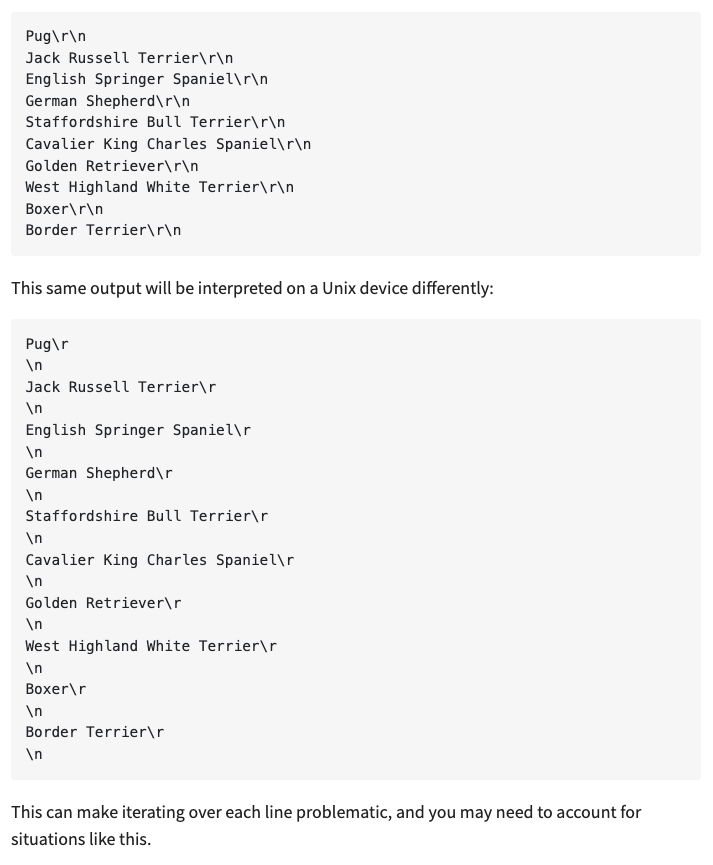 Pug\r\n
Jack Russell Terrier\r\n
English Springer Spaniel\r\n
German Shepherd\r\n
Staffordshire Bull Terrier\r\n
Cavalier King Charles Spaniel\r\n
Golden Retriever\r\n
West Highland White Terrier\r\n
Boxer\r\n
Border Terrier\r\n
This same output will be interpreted on a Unix device differently:
Pug\r
\n
Jack Russell Terrier\r
\n
English Springer Spaniel\r
\n
German Shepherd\r
\n
Staffordshire Bull Terrier\r
\n
Cavalier King Charles Spaniel\r
\n
Golden Retriever\r
\n
West Highland White Terrier\r
\n
Boxer\r
\n
Border Terrier\r
\n
This can make iterating over each line problematic, and you may need to account for
situations like this.